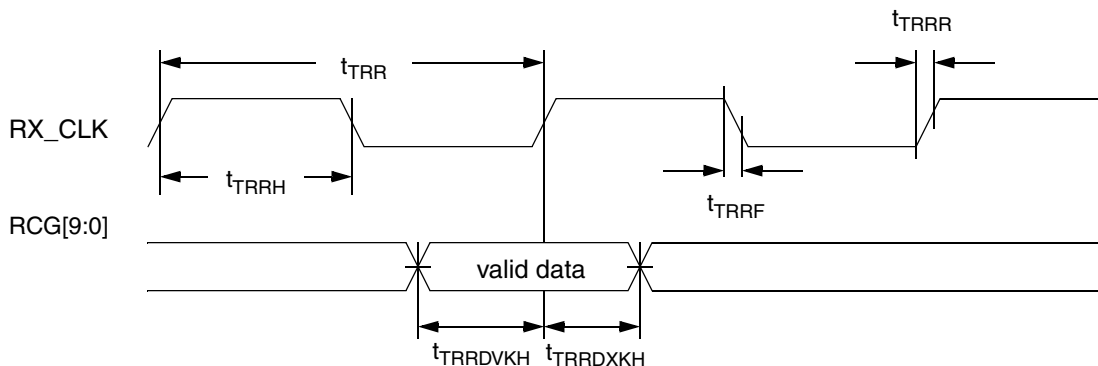 tTRRR
tTRR
RX_CLK
tTRRH
tTRRF
RCG[9:0]
valid data
tTRRDVKH tTRRDXKH